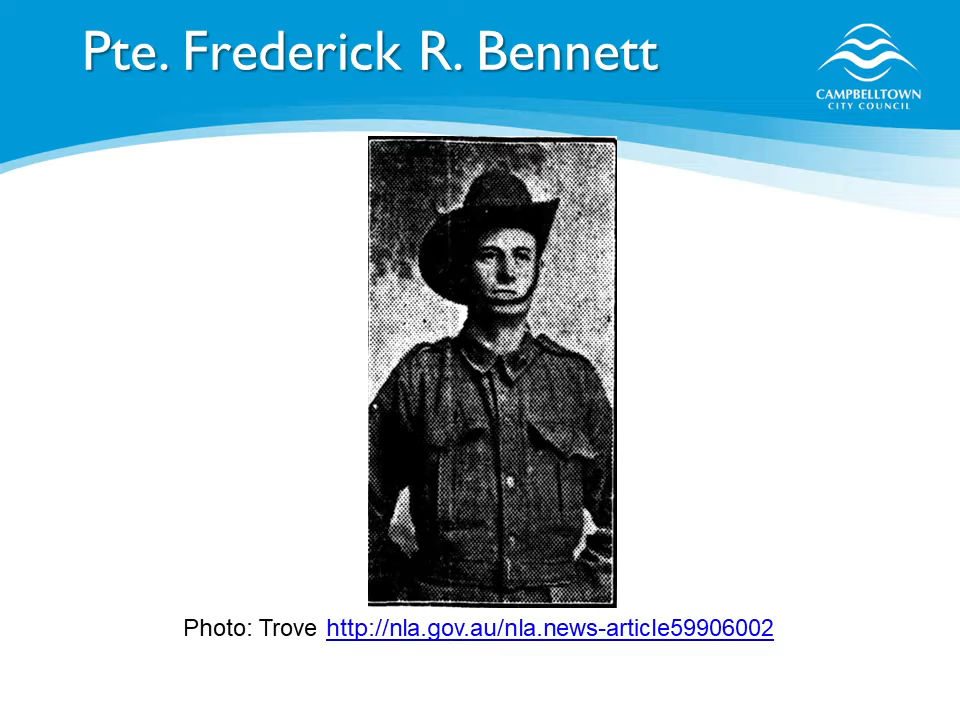 Pte. Frederick R. Bennett
CAMPBELLTOWN
CITY COUNCIL
Photo: Trove http://nla.gov.au/nla.news-article59906002